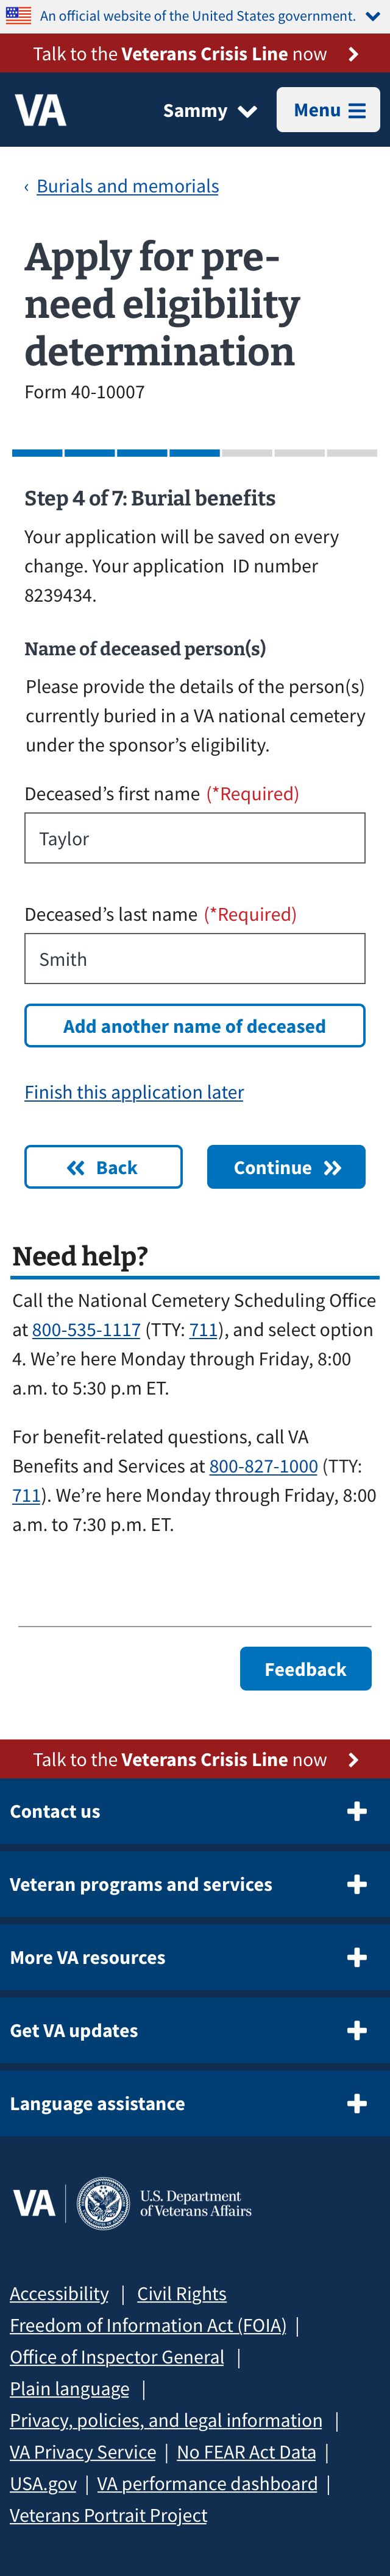 An official website of the United States government.
Talk to the Veterans Crisis Line now
VA
Sammy
Menu
‹ Burials and memorials
Apply for pre-
need eligibility
determination
Form 40-10007
Step 4 of 7: Burial benefits
Your application will be saved on every
change. Your application ID number
8239434.
Name of deceased person(s)
Please provide the details of the person(s)
currently buried in a VA national cemetery
under the sponsor’s eligibility.
Deceased’s first name (*Required)
Taylor
Deceased’s last name (*Required)
Smith
Add another name of deceased
Finish this application later
Back
Continue
Need help?
Call the National Cemetery Scheduling Office
at 800-535-1117 (TTY: 711), and select option
4. We’re here Monday through Friday, 8:00
a.m. to 5:30 p.m ET.
For benefit-related questions, call VA
Benefits and Services at 800-827-1000 (TTY:
711). We’re here Monday through Friday, 8:00
a.m. to 7:30 p.m. ET.
Feedback
Talk to the Veterans Crisis Line now
Contact us
Veteran programs and services
More VA resources
Get VA updates
Language assistance
VA
U.S. Department
of Veterans Affairs
Accessibility | Civil Rights
Freedom of Information Act (FOIA) |
Office of Inspector General |
Plain language |
Privacy, policies, and legal information |
VA Privacy Service | No FEAR Act Data |
USA.gov | VA performance dashboard |
Veterans Portrait Project